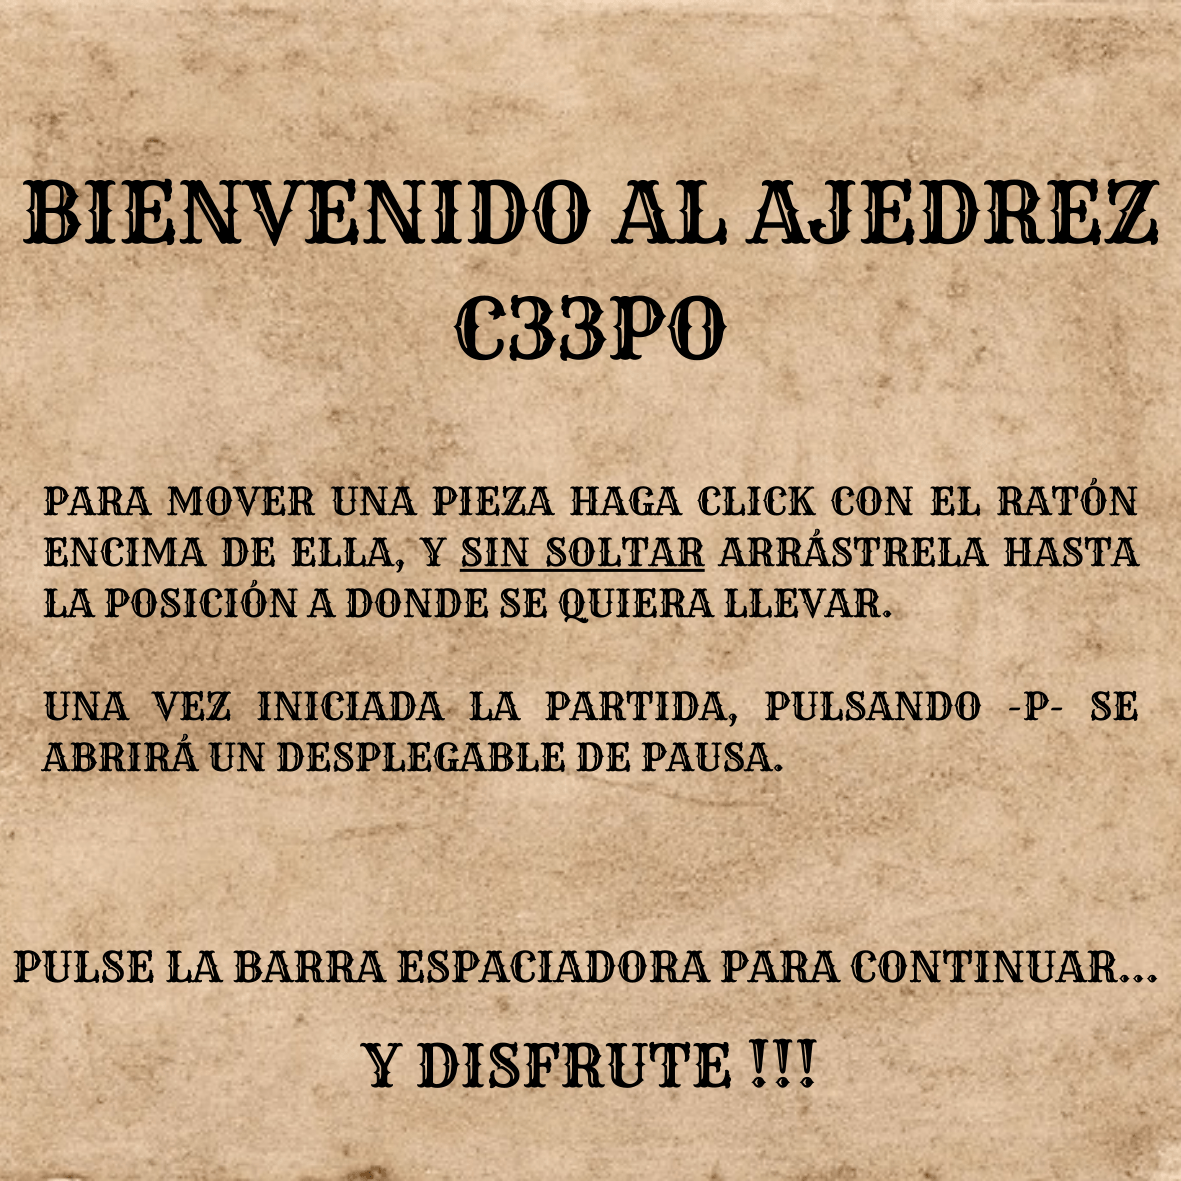 BIENVENIDO AL AJEDREZ
C33PO
PARA MOVER UNA PIEZA HAGA CLICK CON EL RATÓN
ENCIMA DE ELLA, Y SIN SOLTAR ARRÁSTRELA HASTA
LA POSICIÓN A DONDE SE QUIERA LLEVAR.
UNA VEZ INICIADA LA PARTIDA, PULSANDO -P- SE
ABRIRÁ UN DESPLEGABLE DE PAUSA.
PULSE LA BARRA ESPACIADORA PARA CONTINUAR...
Y DISFRUTE !!!